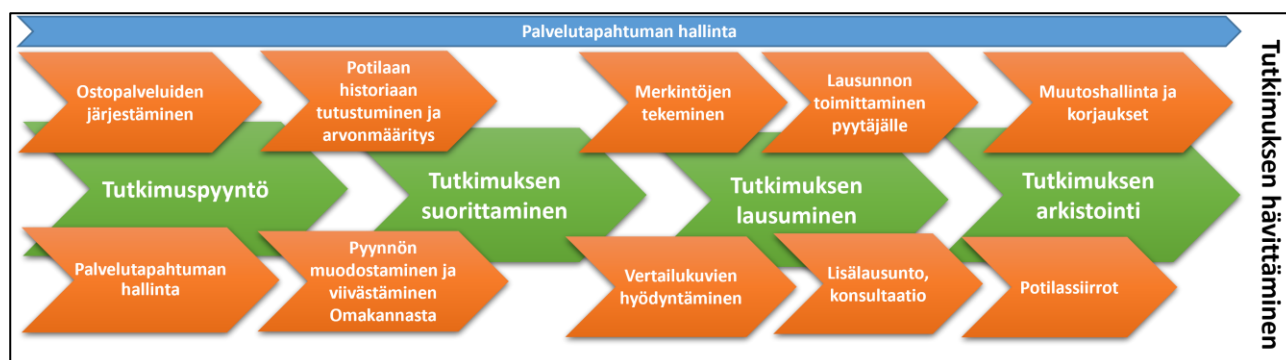 Palvelutapahtuman hallinta
Ostopalveluiden
järjestäminen
Potilaan
historiaan
tutustuminen ja
arvonmääritys
Merkintöjen
tekeminen
Lausunnon
toimittaminen
pyytäjälle
Muutoshallinta ja
korjaukset
Tutkimuspyyntö
Tutkimuksen
suorittaminen
Tutkimuksen
lausuminen
Tutkimuksen
arkistointi
Palvelutapahtuman
hallinta
Pyynnön
muodostaminen ja
viivästäminen
Omakannasta
Vertailukuvien
hyödyntäminen
Lisälausunto,
konsultaatio
Potilassiirrot
Tutkimuksen hävittäminen